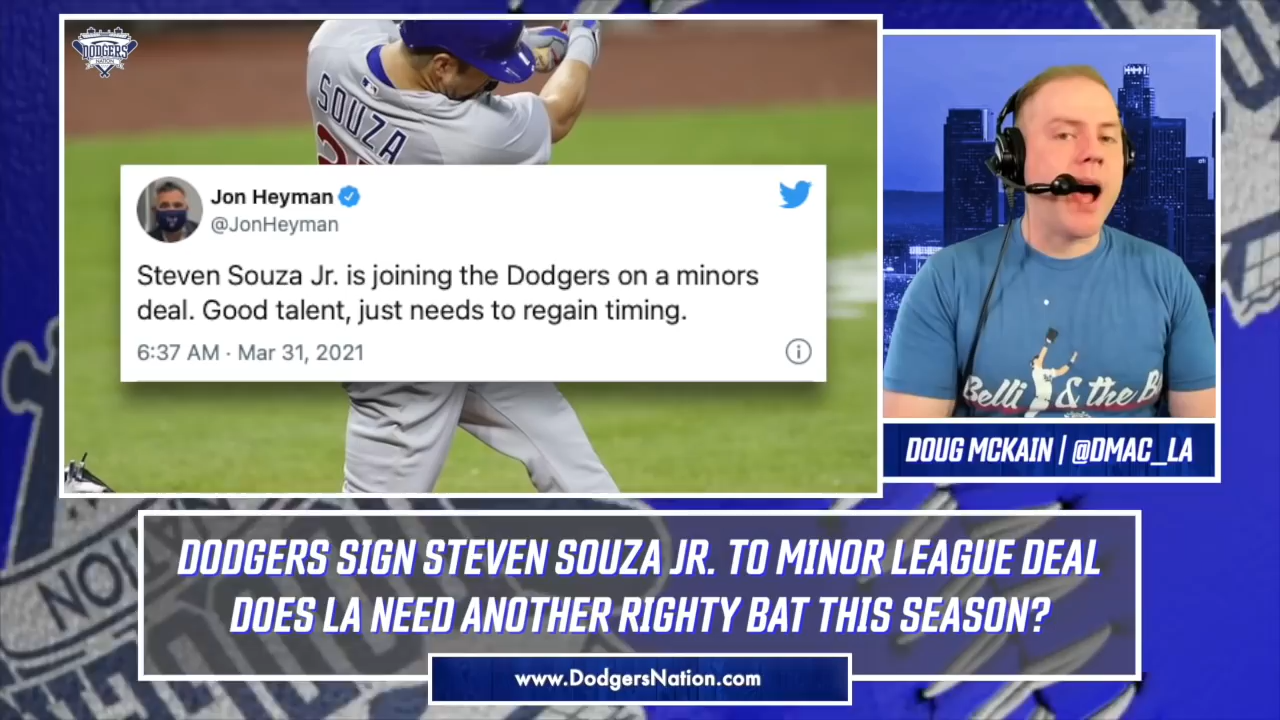 DODGERS
NATION
SOUZA
Jon Heyman
@JonHeyman
Steven Souza Jr. is joining the Dodgers on a minors
deal. Good talent, just needs to regain timing.
6:37 AM · Mar 31, 2021
Belli & the B
DOUG MCKAIN | @DMAC_LA
DODGERS SIGN STEVEN SOUZA JR. TO MINOR LEAGUE DEAL
DOES LA NEED ANOTHER RIGHTY BAT THIS SEASON?
www.DodgersNation.com